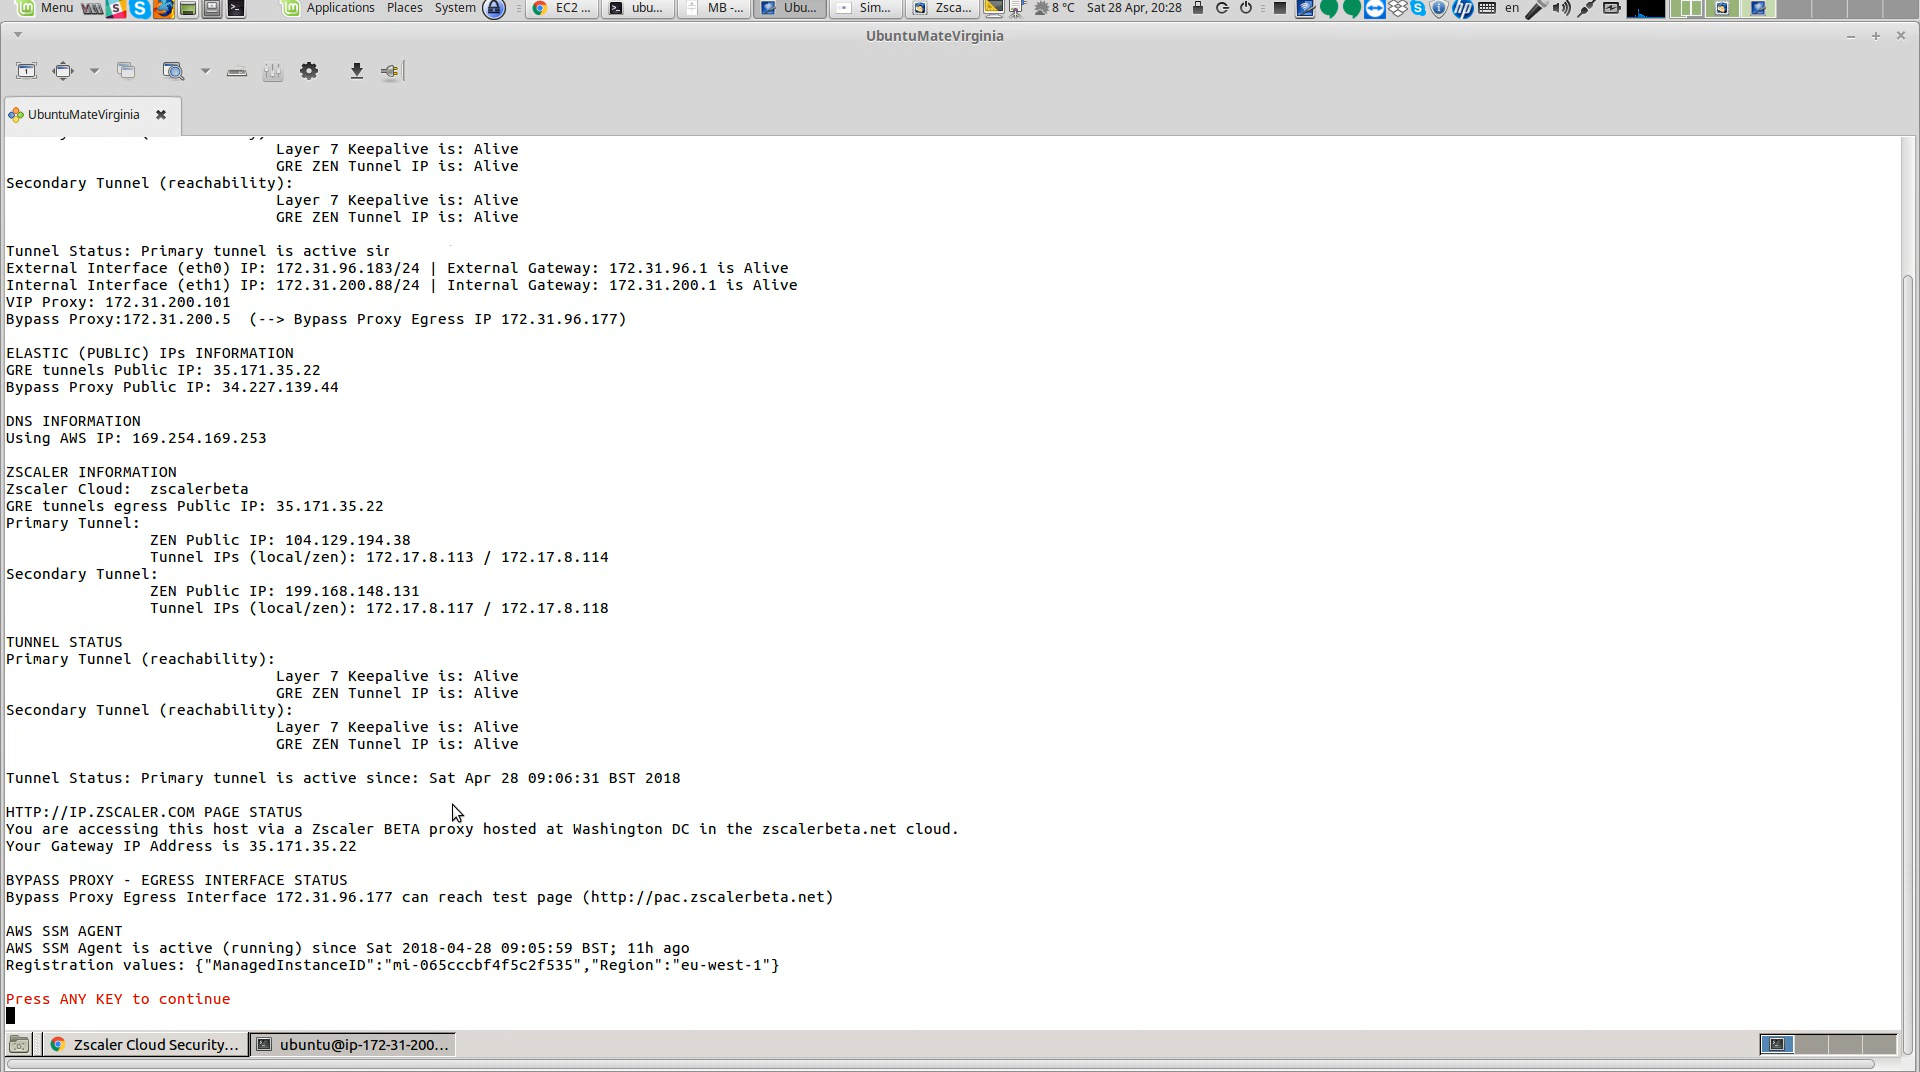 Menu
Applications Places System
EC2 ...
ubu...
MB -...
Ubu...
Sim...
Zsca...
8 °C Sat 28 Apr, 20:28
en
UbuntuMateVirginia
UbuntuMateVirginia
Layer 7 Keepalive is: Alive
GRE ZEN Tunnel IP is: Alive
Secondary Tunnel (reachability):
Layer 7 Keepalive is: Alive
GRE ZEN Tunnel IP is: Alive
Tunnel Status: Primary tunnel is active sin
External Interface (eth0) IP: 172.31.96.183/24 | External Gateway: 172.31.96.1 is Alive
Internal Interface (eth1) IP: 172.31.200.88/24 | Internal Gateway: 172.31.200.1 is Alive
VIP Proxy: 172.31.200.101
Bypass Proxy:172.31.200.5 (--> Bypass Proxy Egress IP 172.31.96.177)
ELASTIC (PUBLIC) IPs INFORMATION
GRE tunnels Public IP: 35.171.35.22
Bypass Proxy Public IP: 34.227.139.44
DNS INFORMATION
Using AWS IP: 169.254.169.253
ZSCALER INFORMATION
Zscaler Cloud: zscalerbeta
GRE tunnels egress Public IP: 35.171.35.22
Primary Tunnel:
ZEN Public IP: 104.129.194.38
Tunnel IPs (local/zen): 172.17.8.113 / 172.17.8.114
Secondary Tunnel:
ZEN Public IP: 199.168.148.131
Tunnel IPs (local/zen): 172.17.8.117 / 172.17.8.118
TUNNEL STATUS
Primary Tunnel (reachability):
Layer 7 Keepalive is: Alive
GRE ZEN Tunnel IP is: Alive
Secondary Tunnel (reachability):
Layer 7 Keepalive is: Alive
GRE ZEN Tunnel IP is: Alive
Tunnel Status: Primary tunnel is active since: Sat Apr 28 09:06:31 BST 2018
HTTP://IP.ZSCALER.COM PAGE STATUS
You are accessing this host via a Zscaler BETA proxy hosted at Washington DC in the zscalerbeta.net cloud.
Your Gateway IP Address is 35.171.35.22
BYPASS PROXY - EGRESS INTERFACE STATUS
Bypass Proxy Egress Interface 172.31.96.177 can reach test page (http://pac.zscalerbeta.net)
AWS SSM AGENT
AWS SSM Agent is active (running) since Sat 2018-04-28 09:05:59 BST; 11h ago
Registration values: {"ManagedInstanceID":"mi-065cccbf4f5c2f535","Region":"eu-west-1"}
Press ANY KEY to continue
Zscaler Cloud Security...
ubuntu@ip-172-31-200...